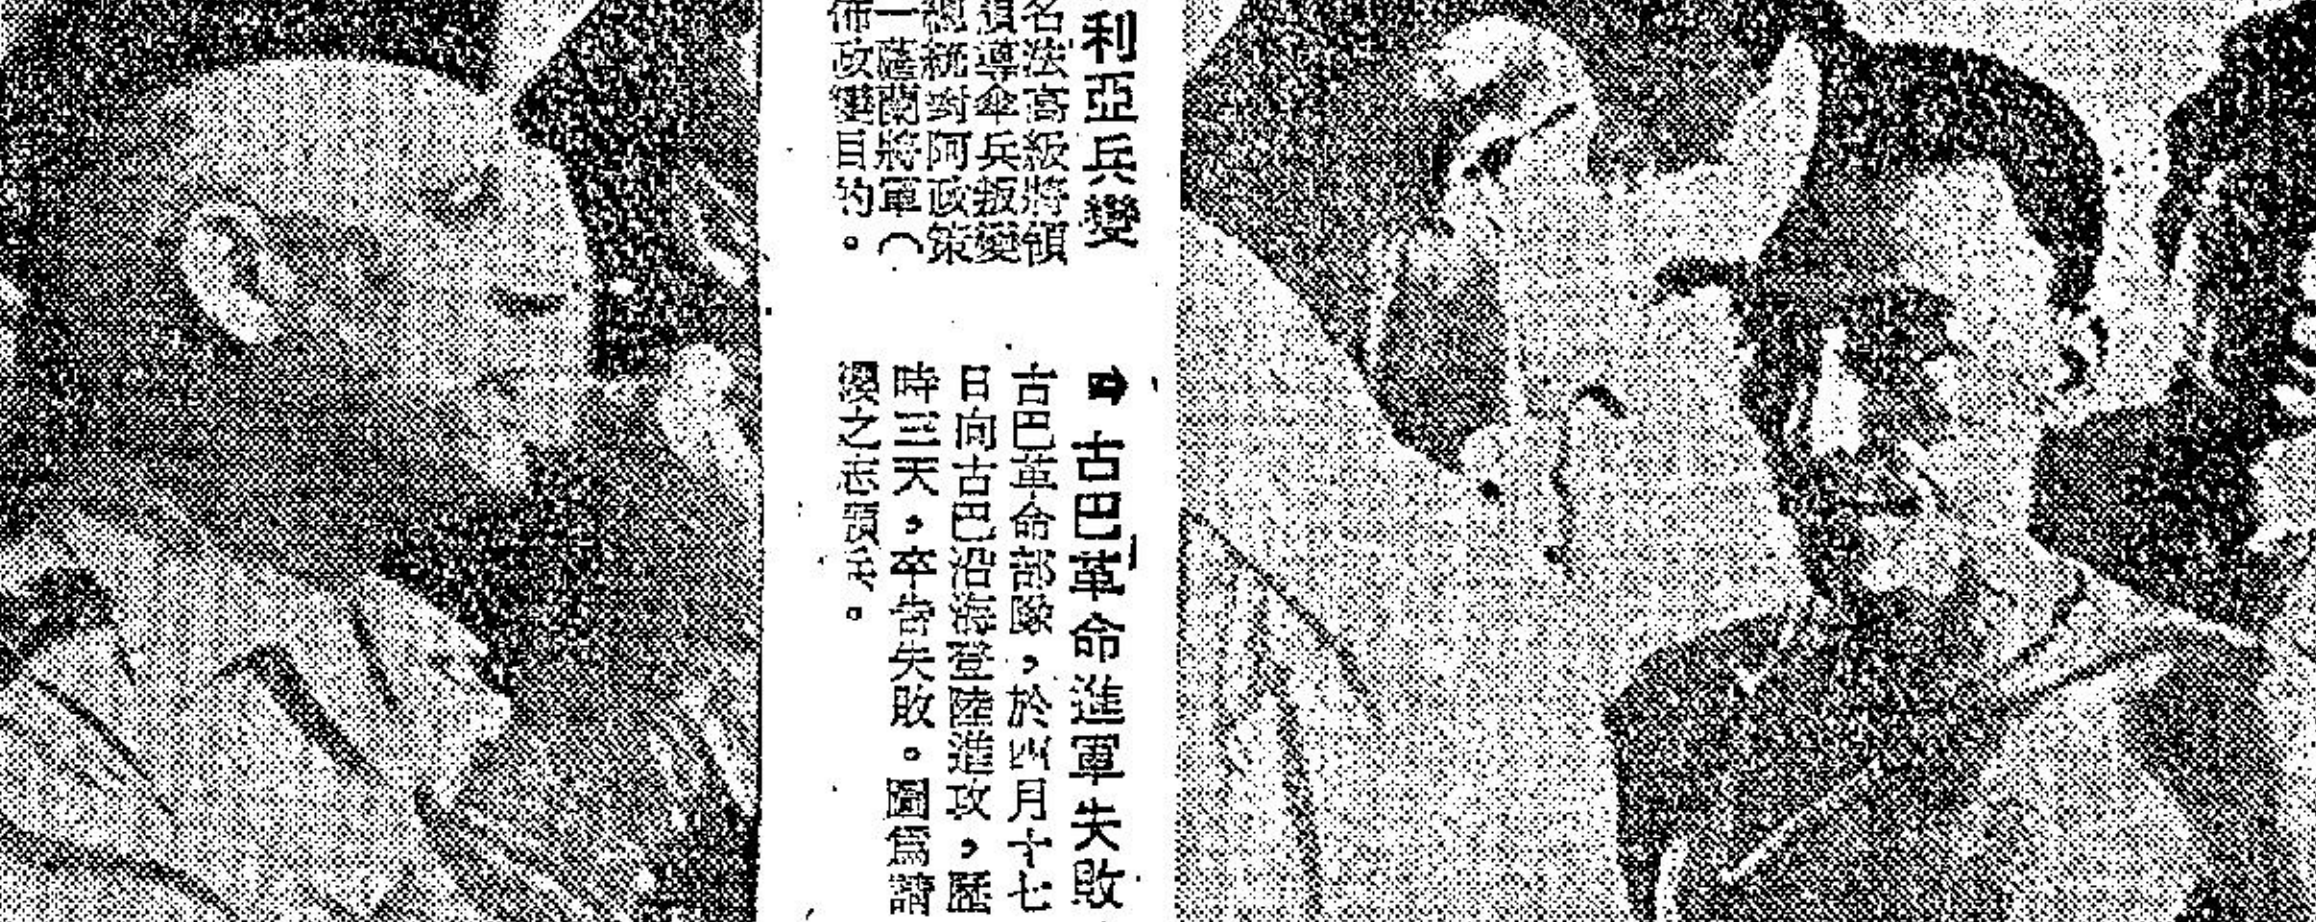 利亞兵變
名法高級將領
領導傘兵叛變
總統對阿政策
一薩蘭將軍（
佈政變目的。
➡古巴革命進軍失敗
古巴革命部隊，於四月十七
日向古巴沿海登陸進攻，歷
時三天，卒告失敗。圖為請
纓之志願兵。